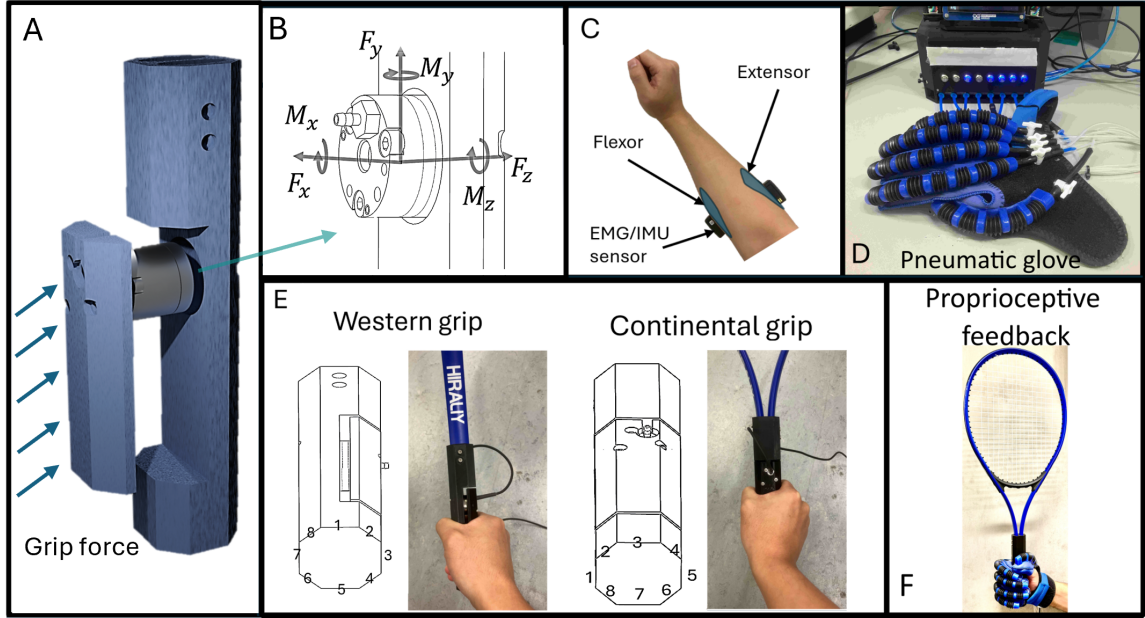 A
Grip force
B
Fy
My
Mx
Fx
Mz
Fz
C
Extensor
Flexor
EMG/IMU
sensor
D
Pneumatic glove
E
Western grip
8 1 2
7 3
6 5 4
HIRALIY
Continental grip
2 3 4
1 5
8 7 6
Proprioceptive
feedback
F